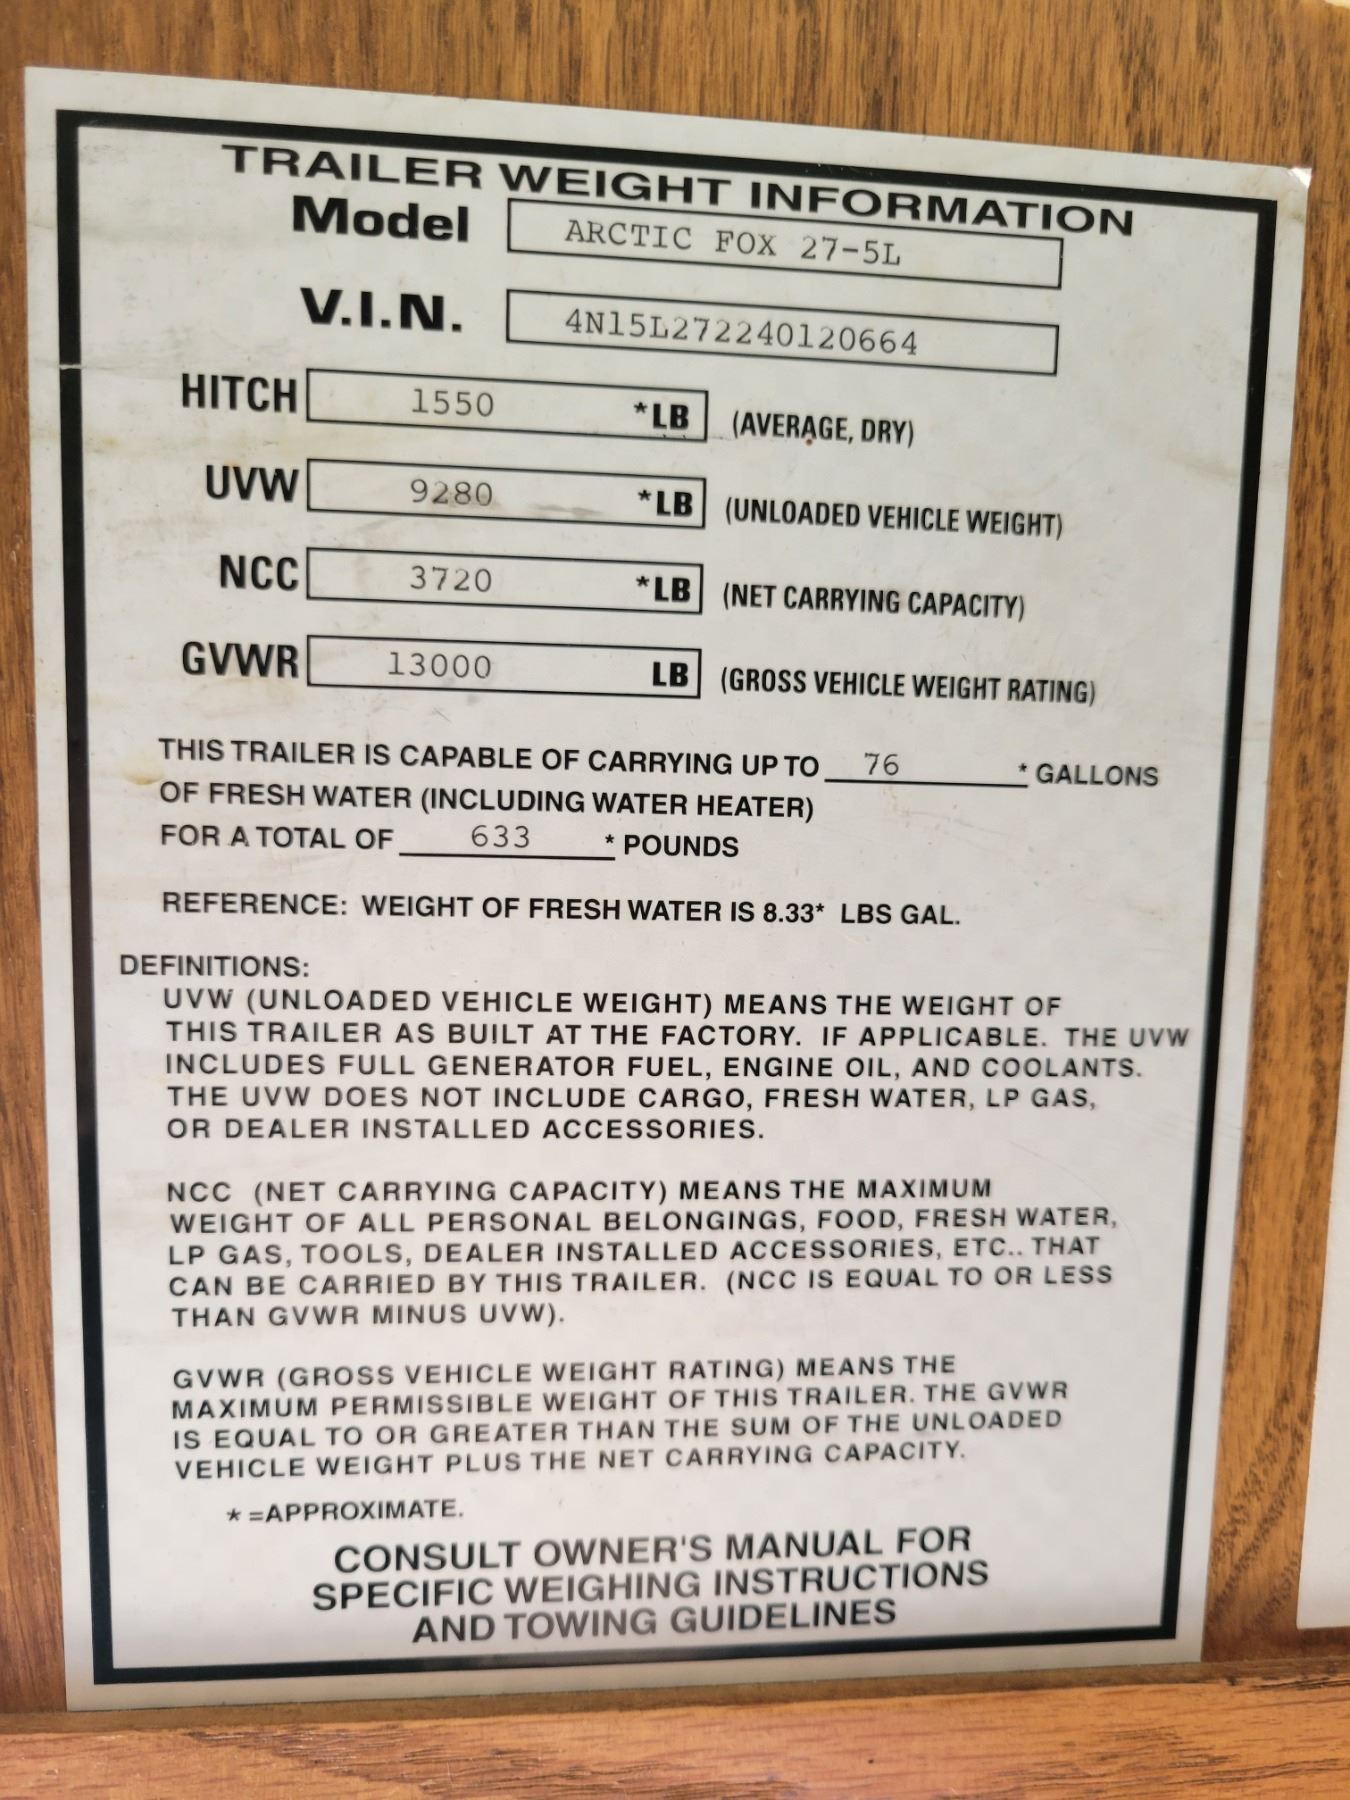 TRAILER WEIGHT INFORMATION
Model ARCTIC FOX 27-5L
V.I.N. 4N15L272240120664
HITCH 1550 *LB (AVERAGE, DRY)
UVW 9280 *LB (UNLOADED VEHICLE WEIGHT)
NCC 3720 *LB (NET CARRYING CAPACITY)
GVWR 13000 LB (GROSS VEHICLE WEIGHT RATING)
THIS TRAILER IS CAPABLE OF CARRYING UP TO 76 * GALLONS
OF FRESH WATER (INCLUDING WATER HEATER)
FOR A TOTAL OF 633 * POUNDS
REFERENCE: WEIGHT OF FRESH WATER IS 8.33* LBS GAL.
DEFINITIONS:
UVW (UNLOADED VEHICLE WEIGHT) MEANS THE WEIGHT OF
THIS TRAILER AS BUILT AT THE FACTORY. IF APPLICABLE. THE UVW
INCLUDES FULL GENERATOR FUEL, ENGINE OIL, AND COOLANTS.
THE UVW DOES NOT INCLUDE CARGO, FRESH WATER, LP GAS,
OR DEALER INSTALLED ACCESSORIES.
NCC (NET CARRYING CAPACITY) MEANS THE MAXIMUM
WEIGHT OF ALL PERSONAL BELONGINGS, FOOD, FRESH WATER,
LP GAS, TOOLS, DEALER INSTALLED ACCESSORIES, ETC.. THAT
CAN BE CARRIED BY THIS TRAILER. (NCC IS EQUAL TO OR LESS
THAN GVWR MINUS UVW).
GVWR (GROSS VEHICLE WEIGHT RATING) MEANS THE
MAXIMUM PERMISSIBLE WEIGHT OF THIS TRAILER. THE GVWR
IS EQUAL TO OR GREATER THAN THE SUM OF THE UNLOADED
VEHICLE WEIGHT PLUS THE NET CARRYING CAPACITY.
* =APPROXIMATE.
CONSULT OWNER'S MANUAL FOR
SPECIFIC WEIGHING INSTRUCTIONS
AND TOWING GUIDELINES